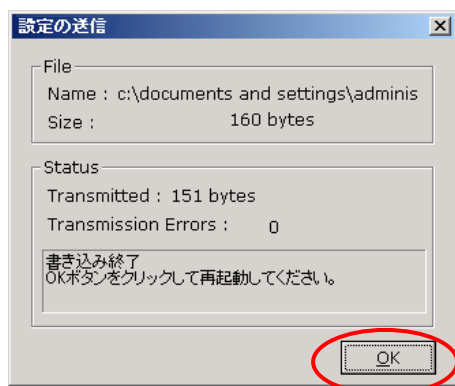 設定の送信
File
Name : c:\documents and settings\adminis
Size : 160 bytes
Status
Transmitted : 151 bytes
Transmission Errors : 0
書き込み終了
OKボタンをクリックして再起動してください。
OK